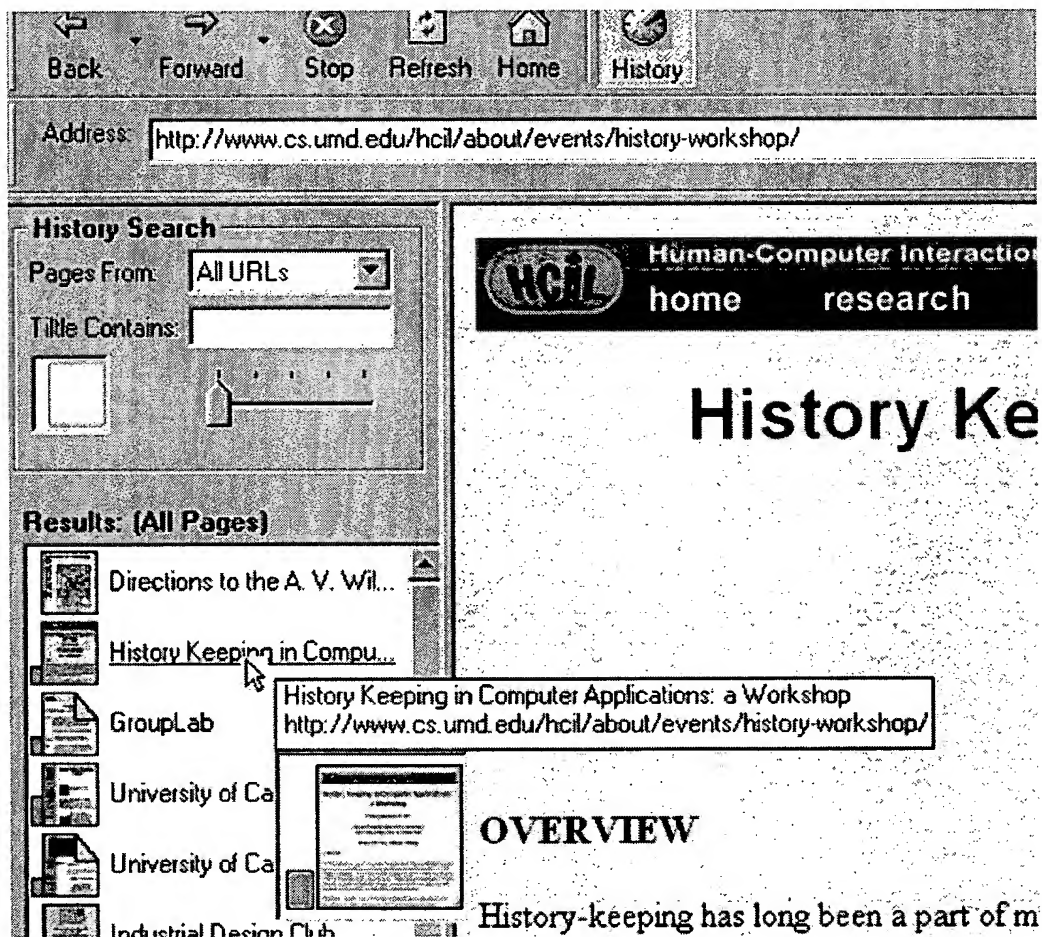 Back Forward Stop Refresh Home History
Address: http://www.cs.umd.edu/hcil/about/events/history-workshop/
History Search
Pages From: All URLs
Tiltle Contains:
HCIL
Human-Computer Interactio
home research
History Ke
Results: (All Pages)
Directions to the A. V. Wil...
History Keeping in Compu...
History Keeping in Computer Applications: a Workshop
http://www.cs.umd.edu/hcil/about/events/history-workshop/
GroupLab
University of Ca
University of Ca
Industrial Design Club
OVERVIEW
History-keeping has long been a part of m